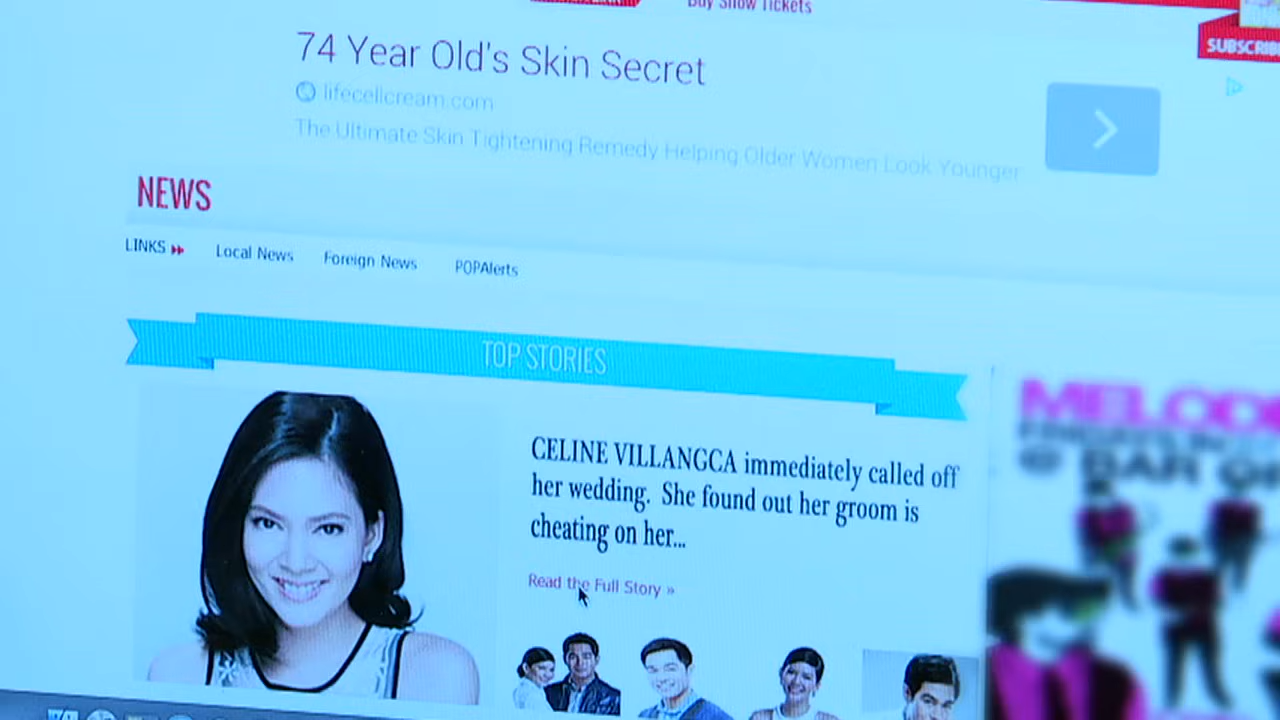 Buy Show Tickets
74 Year Old's Skin Secret
SUBSCRIB
lifecellcream.com
The Ultimate Skin Tightening Remedy Helping Older Women Look Younger
NEWS
LINKS
Local News
Foreign News
POPAlerts
TOP STORIES
CELINE VILLANGCA immediately called off
her wedding. She found out her groom is
cheating on her...
Read the Full Story »
BAR